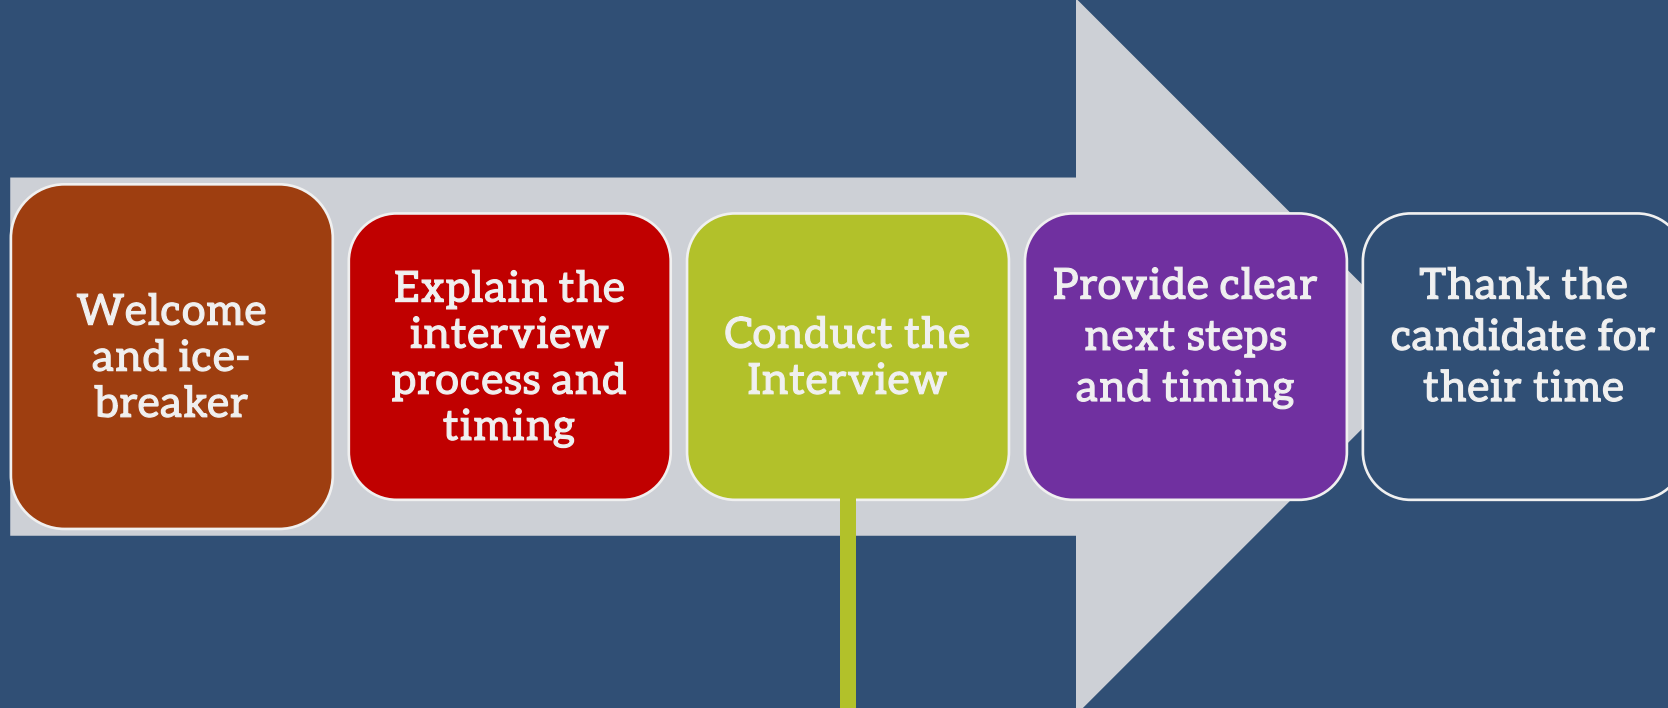 Welcome
and ice-
breaker
Explain the
interview
process and
timing
Conduct the
Interview
Provide clear
next steps
and timing
Thank the
candidate for
their time